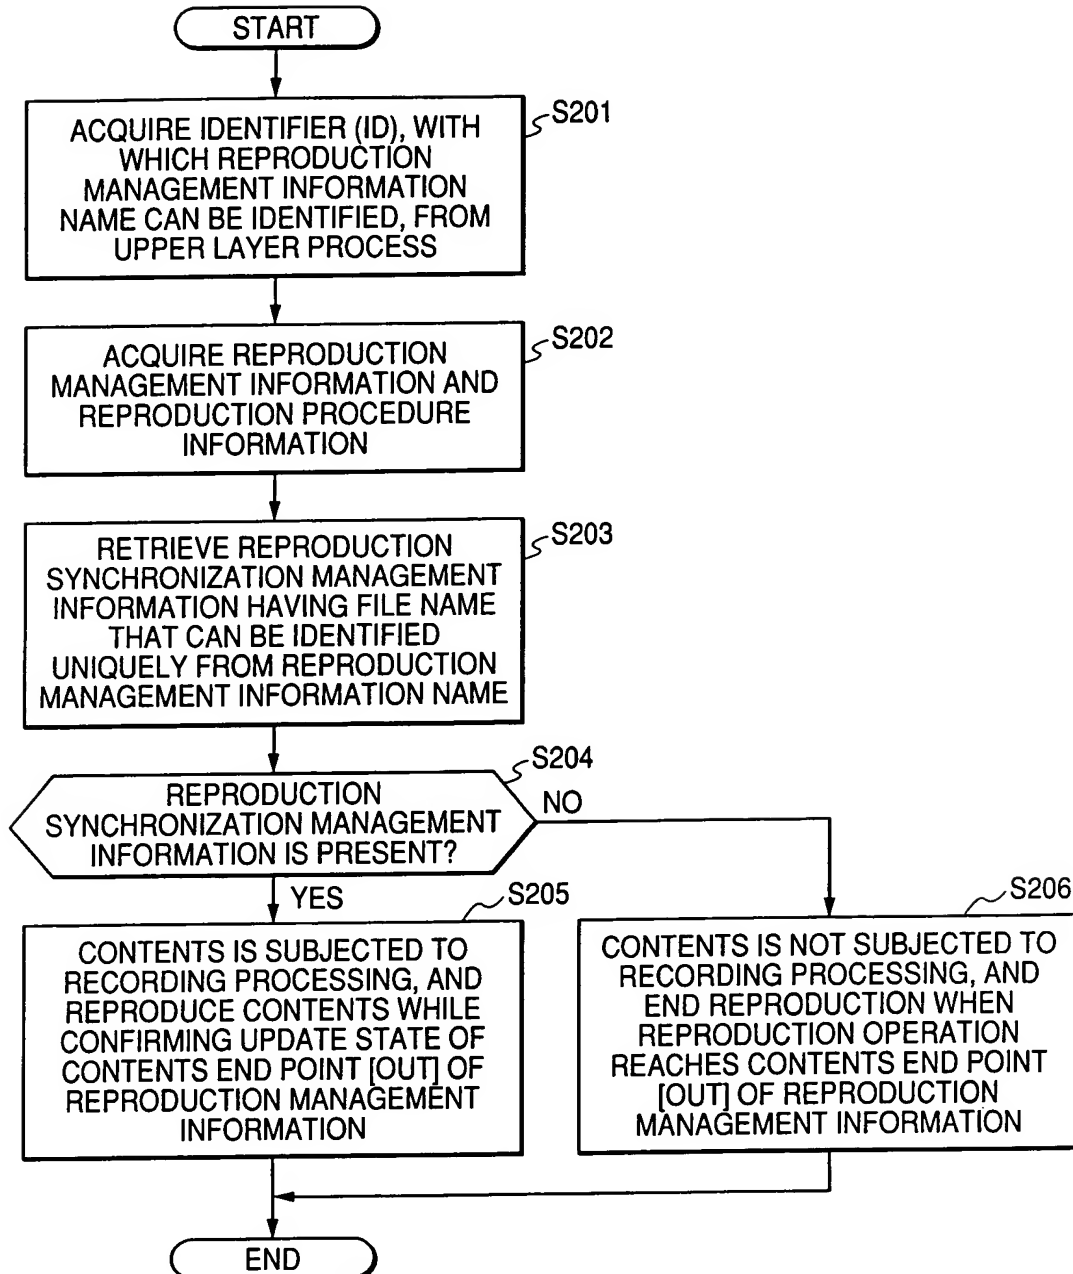 START
S201
ACQUIRE IDENTIFIER (ID), WITH
WHICH REPRODUCTION
MANAGEMENT INFORMATION
NAME CAN BE IDENTIFIED, FROM
UPPER LAYER PROCESS
S202
ACQUIRE REPRODUCTION
MANAGEMENT INFORMATION AND
REPRODUCTION PROCEDURE
INFORMATION
S203
RETRIEVE REPRODUCTION
SYNCHRONIZATION MANAGEMENT
INFORMATION HAVING FILE NAME
THAT CAN BE IDENTIFIED
UNIQUELY FROM REPRODUCTION
MANAGEMENT INFORMATION NAME
S204
REPRODUCTION
SYNCHRONIZATION MANAGEMENT
INFORMATION IS PRESENT?
NO
YES
S205
CONTENTS IS SUBJECTED TO
RECORDING PROCESSING, AND
REPRODUCE CONTENTS WHILE
CONFIRMING UPDATE STATE OF
CONTENTS END POINT [OUT] OF
REPRODUCTION MANAGEMENT
INFORMATION
S206
CONTENTS IS NOT SUBJECTED TO
RECORDING PROCESSING, AND
END REPRODUCTION WHEN
REPRODUCTION OPERATION
REACHES CONTENTS END POINT
[OUT] OF REPRODUCTION
MANAGEMENT INFORMATION
END